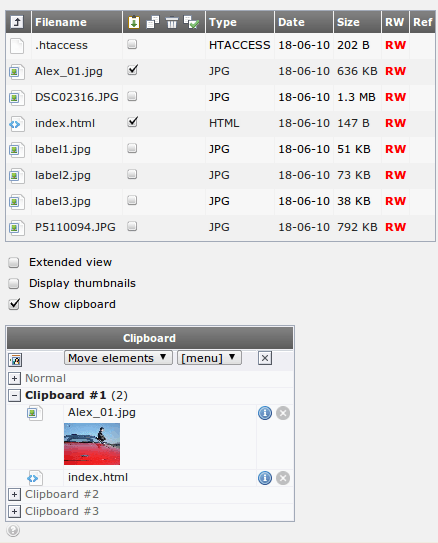 Filename Type Date Size RW Ref
.htaccess HTACCESS 18-06-10 202 B RW
Alex_01.jpg JPG 18-06-10 636 KB RW
DSC02316.JPG JPG 18-06-10 1.3 MB RW
index.html HTML 18-06-10 147 B RW
label1.jpg JPG 18-06-10 51 KB RW
label2.jpg JPG 18-06-10 73 KB RW
label3.jpg JPG 18-06-10 38 KB RW
P5110094.JPG JPG 18-06-10 792 KB RW
Extended view
Display thumbnails
Show clipboard
Clipboard
Move elements [menu]
Normal
Clipboard #1 (2)
Alex_01.jpg
index.html
Clipboard #2
Clipboard #3